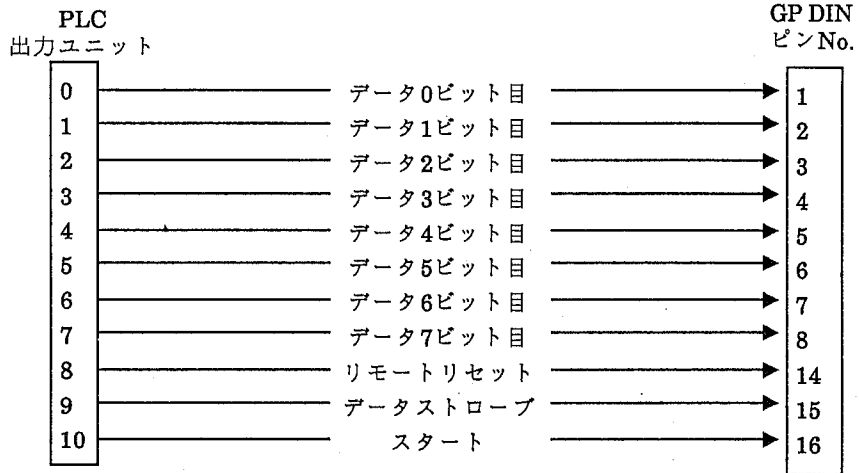 PLC
出力ユニット
GP DIN
ピンNo.
0 データ0ビット目 1
1 データ1ビット目 2
2 データ2ビット目 3
3 データ3ビット目 4
4 データ4ビット目 5
5 データ5ビット目 6
6 データ6ビット目 7
7 データ7ビット目 8
8 リモートリセット 14
9 データストローブ 15
10 スタート 16